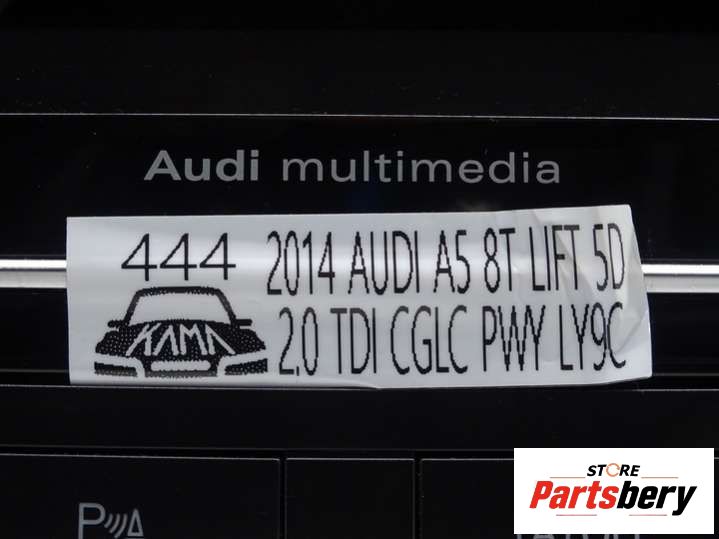 Audi multimedia
444 2014 AUDI A5 8T LIFT 5D
KAMA 2.0 TDI CGLC PWY LY9C
P
STORE
Partsbery